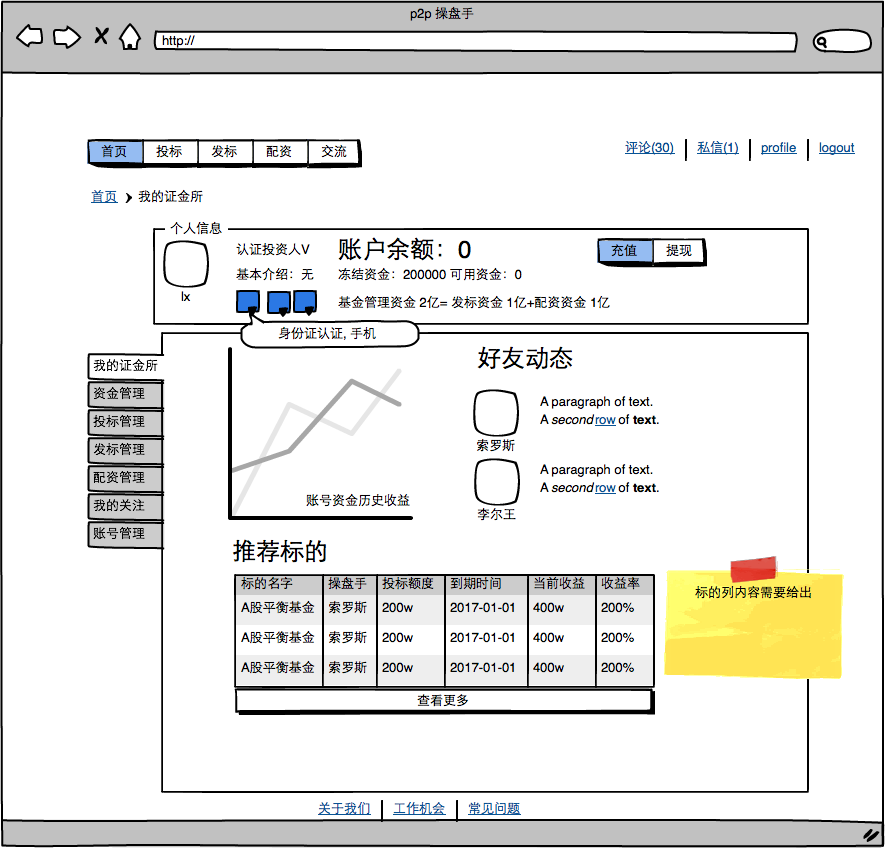 p2p 操盘手
http://
首页 投标 发标 配资 交流
评论(30) 私信(1) profile logout
首页 我的证金所
个人信息
lx
认证投资人V
基本介绍：无
账户余额：0
冻结资金：200000 可用资金：0
基金管理资金 2亿= 发标资金 1亿+配资资金 1亿
充值 提现
身份证认证, 手机
我的证金所
资金管理
投标管理
发标管理
配资管理
我的关注
账号管理
账号资金历史收益
好友动态
索罗斯
A paragraph of text.
A second row of text.
李尔王
A paragraph of text.
A second row of text.
推荐标的
标的名字 操盘手 投标额度 到期时间 当前收益 收益率
A股平衡基金 索罗斯 200w 2017-01-01 400w 200%
A股平衡基金 索罗斯 200w 2017-01-01 400w 200%
A股平衡基金 索罗斯 200w 2017-01-01 400w 200%
查看更多
标的列内容需要给出
关于我们 工作机会 常见问题